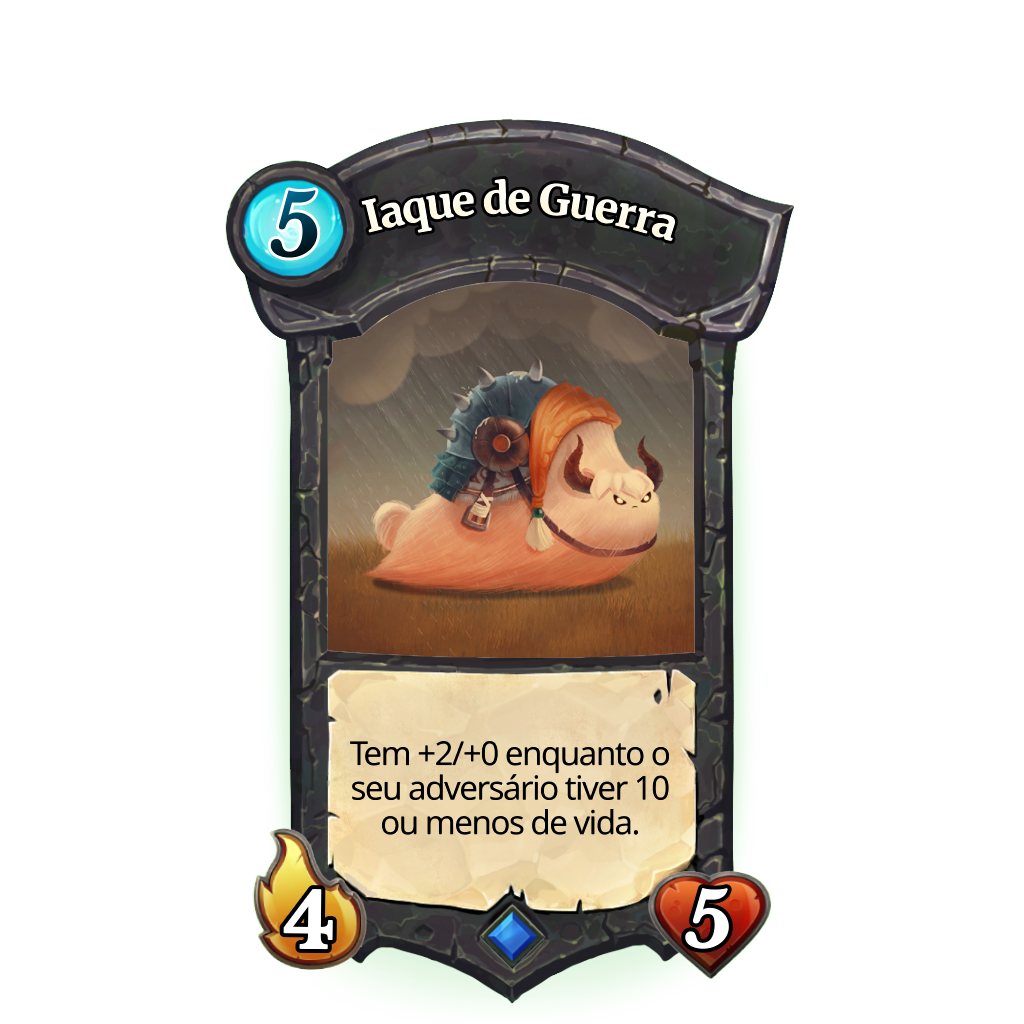 5
Iaque de Guerra
Tem +2/+0 enquanto o
seu adversário tiver 10
ou menos de vida.
4
5